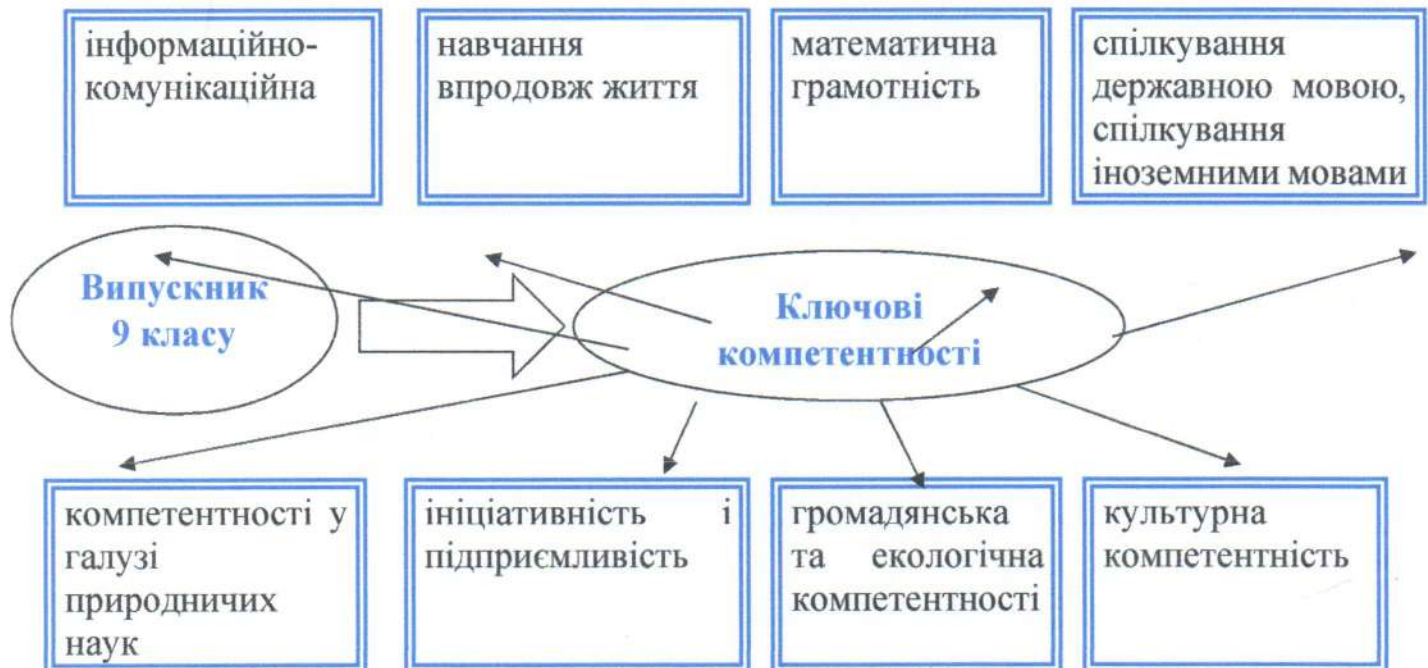 інформаційно-
комунікаційна
навчання
впродовж життя
математична
грамотність
спілкування
державною мовою,
спілкування
іноземними мовами
Випускник
9 класу
Ключові
компетентності
компетентності у
галузі
природничих
наук
ініціативність і
підприємливість
громадянська
та екологічна
компетентності
культурна
компетентність